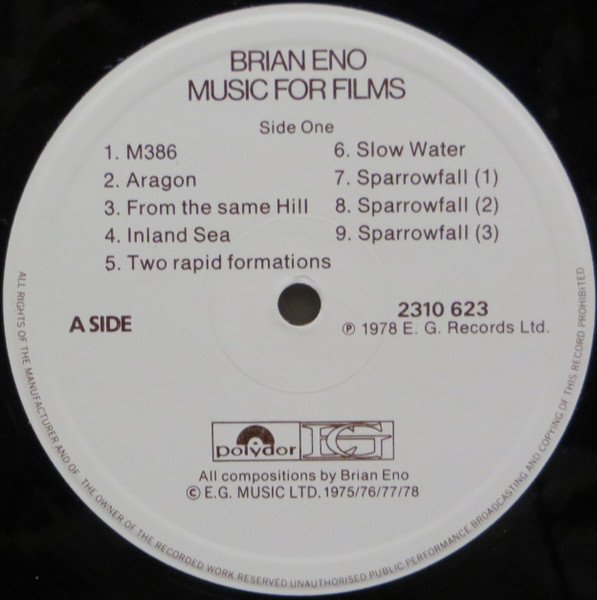 BRIAN ENO
MUSIC FOR FILMS
Side One
1. M386
2. Aragon
3. From the same Hill
4. Inland Sea
5. Two rapid formations
6. Slow Water
7. Sparrowfall (1)
8. Sparrowfall (2)
9. Sparrowfall (3)
A SIDE
2310 623
℗ 1978 E. G. Records Ltd.
polydor
EG
All compositions by Brian Eno
© E.G. MUSIC LTD. 1975/76/77/78
ALL RIGHTS OF THE MANUFACTURER AND OF THE OWNER OF THE RECORDED WORK RESERVED UNAUTHORISED PUBLIC PERFORMANCE BROADCASTING AND COPYING OF THIS RECORD PROHIBITED